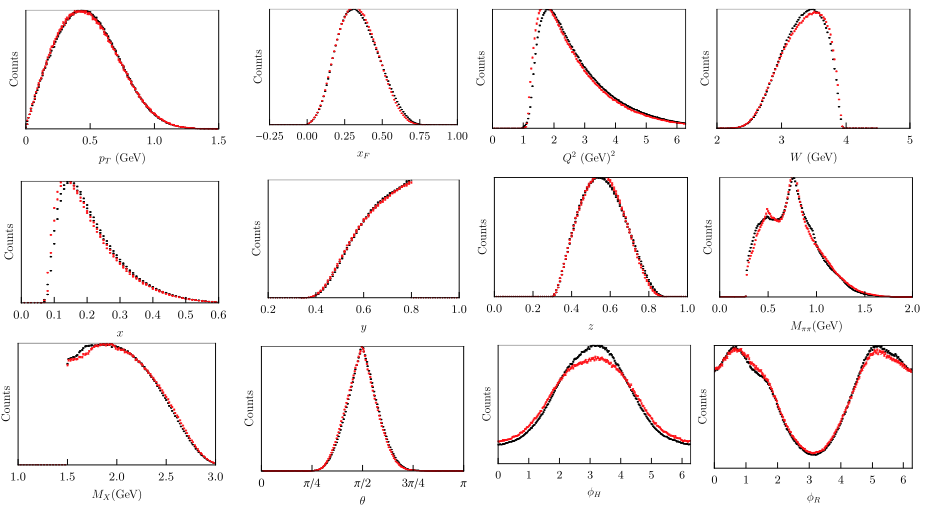 Counts
0 0.5 1.0 1.5
p_T (GeV)
Counts
−0.25 0.00 0.25 0.50 0.75 1.00
x_F
Counts
0 1 2 3 4 5 6
Q² (GeV)²
Counts
2 3 4 5
W (GeV)
Counts
0.0 0.1 0.2 0.3 0.4 0.5 0.6
x
Counts
0.2 0.4 0.6 0.8 1.0
y
Counts
0.0 0.2 0.4 0.6 0.8 1.0
z
Counts
0.0 0.5 1.0 1.5 2.0
M_ππ(GeV)
Counts
1.0 1.5 2.0 2.5 3.0
M_X(GeV)
Counts
0 π/4 π/2 3π/4 π
θ
Counts
0 1 2 3 4 5 6
ϕ_H
Counts
0 1 2 3 4 5 6
ϕ_R